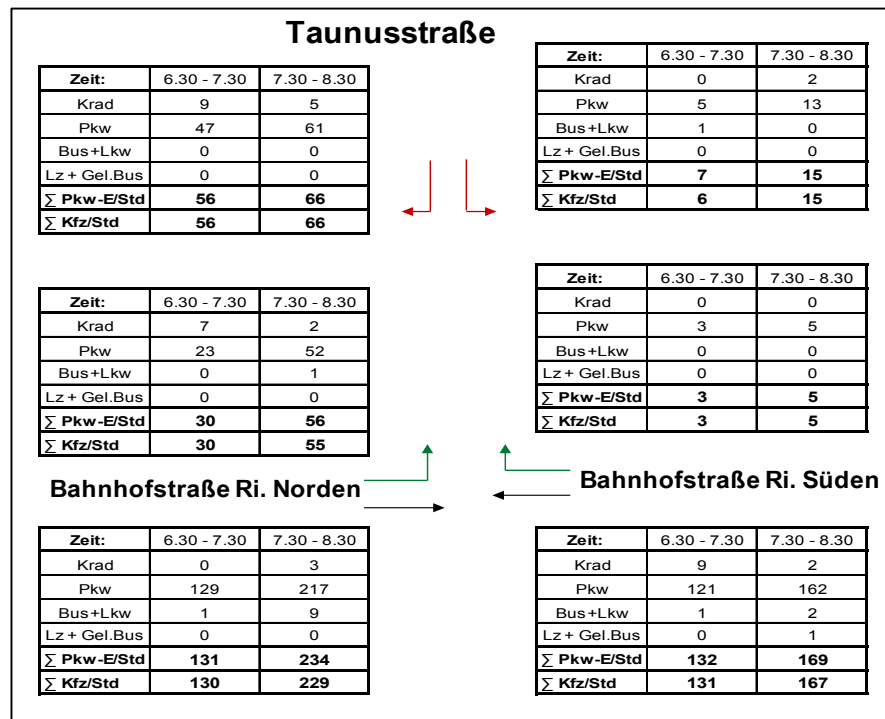 Taunusstraße
Zeit: 6.30 - 7.30 7.30 - 8.30
Krad 9 5
Pkw 47 61
Bus+Lkw 0 0
Lz + Gel.Bus 0 0
∑ Pkw-E/Std 56 66
∑ Kfz/Std 56 66
Zeit: 6.30 - 7.30 7.30 - 8.30
Krad 0 2
Pkw 5 13
Bus+Lkw 1 0
Lz + Gel.Bus 0 0
∑ Pkw-E/Std 7 15
∑ Kfz/Std 6 15
Zeit: 6.30 - 7.30 7.30 - 8.30
Krad 7 2
Pkw 23 52
Bus+Lkw 0 1
Lz + Gel.Bus 0 0
∑ Pkw-E/Std 30 56
∑ Kfz/Std 30 55
Zeit: 6.30 - 7.30 7.30 - 8.30
Krad 0 0
Pkw 3 5
Bus+Lkw 0 0
Lz + Gel.Bus 0 0
∑ Pkw-E/Std 3 5
∑ Kfz/Std 3 5
Bahnhofstraße Ri. Norden
Bahnhofstraße Ri. Süden
Zeit: 6.30 - 7.30 7.30 - 8.30
Krad 0 3
Pkw 129 217
Bus+Lkw 1 9
Lz + Gel.Bus 0 0
∑ Pkw-E/Std 131 234
∑ Kfz/Std 130 229
Zeit: 6.30 - 7.30 7.30 - 8.30
Krad 9 2
Pkw 121 162
Bus+Lkw 1 2
Lz + Gel.Bus 0 1
∑ Pkw-E/Std 132 169
∑ Kfz/Std 131 167